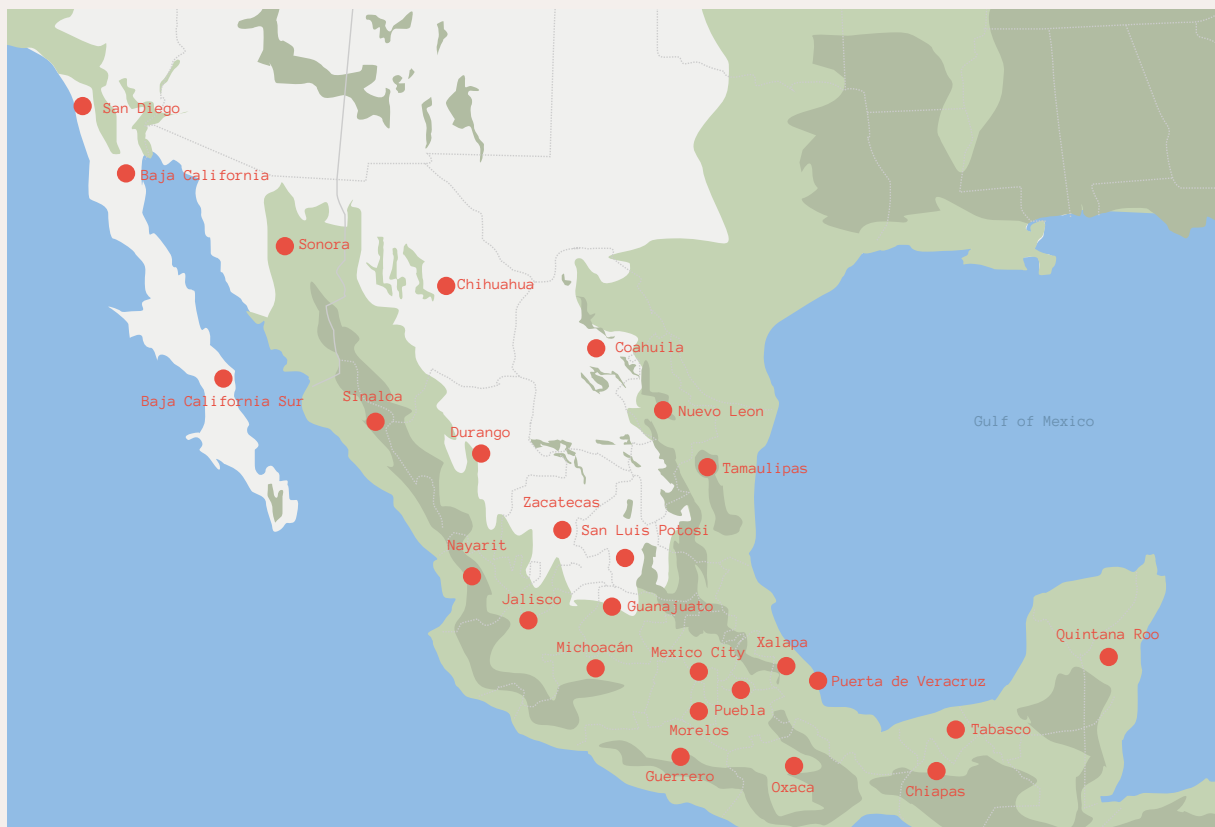 San Diego
Baja California
Sonora
Chihuahua
Coahuila
Baja California Sur
Sinaloa
Nuevo Leon
Gulf of Mexico
Durango
Tamaulipas
Zacatecas
San Luis Potosi
Nayarit
Jalisco
Guanajuato
Michoacán
Mexico City
Xalapa
Quintana Roo
Puerta de Veracruz
Puebla
Morelos
Tabasco
Guerrero
Oxaca
Chiapas